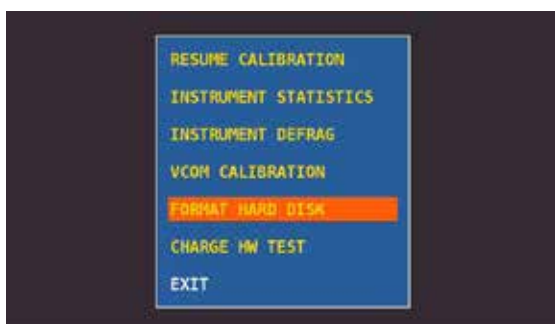 RESUME CALIBRATION
INSTRUMENT STATISTICS
INSTRUMENT DEFRAG
VCOM CALIBRATION
FORMAT HARD DISK
CHARGE HW TEST
EXIT